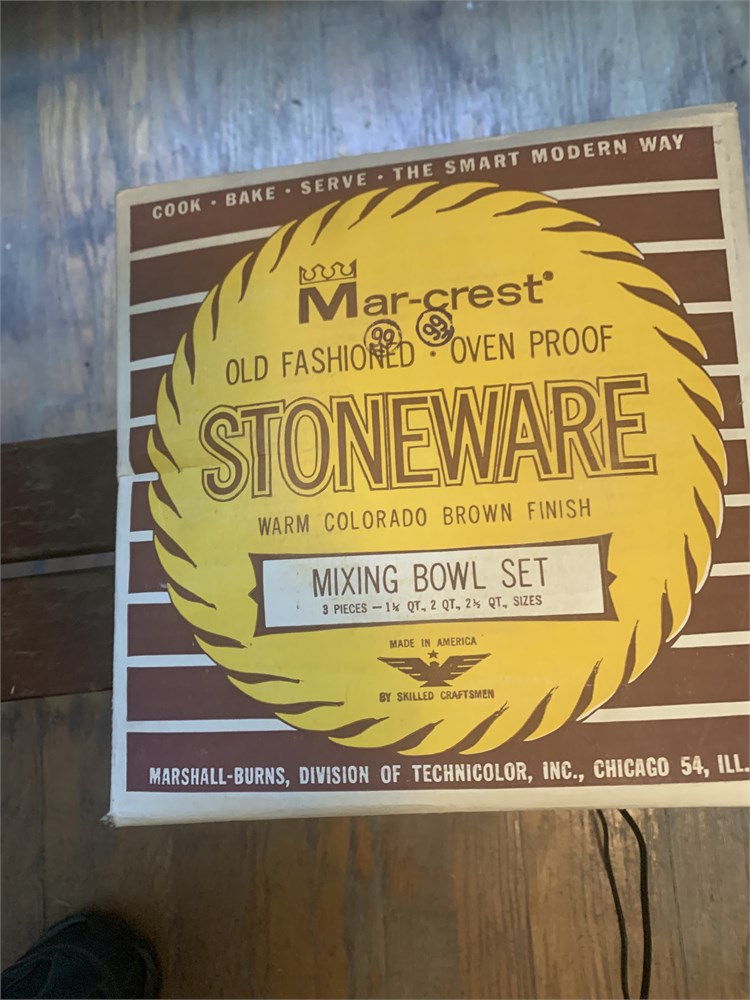 COOK · BAKE · SERVE · THE SMART MODERN WAY
Mar-crest®
99 99
OLD FASHIONED · OVEN PROOF
STONEWARE
WARM COLORADO BROWN FINISH
MIXING BOWL SET
3 PIECES — 1¼ QT., 2 QT., 2½ QT., SIZES
MADE IN AMERICA
BY SKILLED CRAFTSMEN
MARSHALL-BURNS, DIVISION OF TECHNICOLOR, INC., CHICAGO 54, ILL.